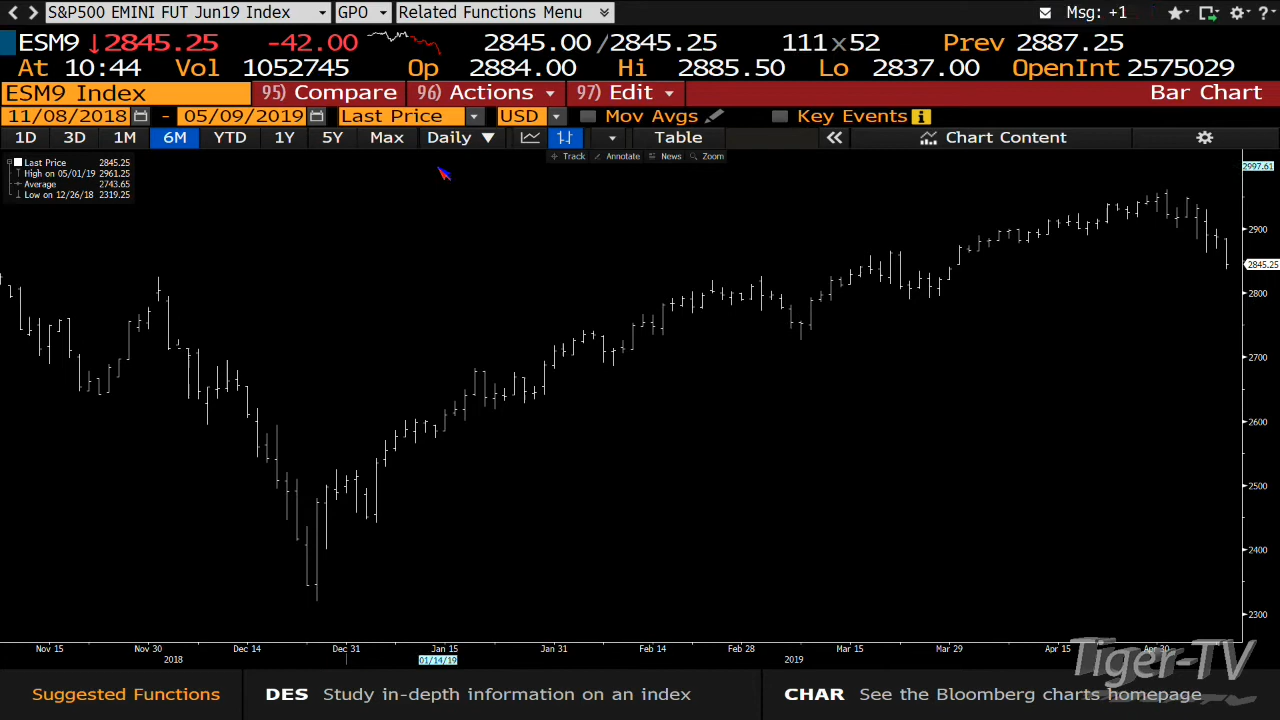 S&P500 EMINI FUT Jun19 Index GPO Related Functions Menu Msg: +1 ?
ESM9 ↓2845.25 -42.00 2845.00/2845.25 111x52 Prev 2887.25
At 10:44 Vol 1052745 Op 2884.00 Hi 2885.50 Lo 2837.00 OpenInt 2575029
ESM9 Index 95) Compare 96) Actions 97) Edit Bar Chart
11/08/2018 - 05/09/2019 Last Price USD Mov Avgs Key Events i
1D 3D 1M 6M YTD 1Y 5Y Max Daily ▼ Table « Chart Content
Track Annotate News Zoom
Last Price 2845.25
High on 05/01/19 2961.25
Average 2743.65
Low on 12/26/18 2319.25
2997.61
2900
2845.25
2800
2700
2600
2500
2400
2300
Nov 15 Nov 30 Dec 14 Dec 31 Jan 15 Jan 31 Feb 14 Feb 28 Mar 15 Mar 29 Apr 15 Apr 30
2018 01/14/19 2019
Tiger-TV
Suggested Functions DES Study in-depth information on an index CHAR See the Bloomberg charts homepage